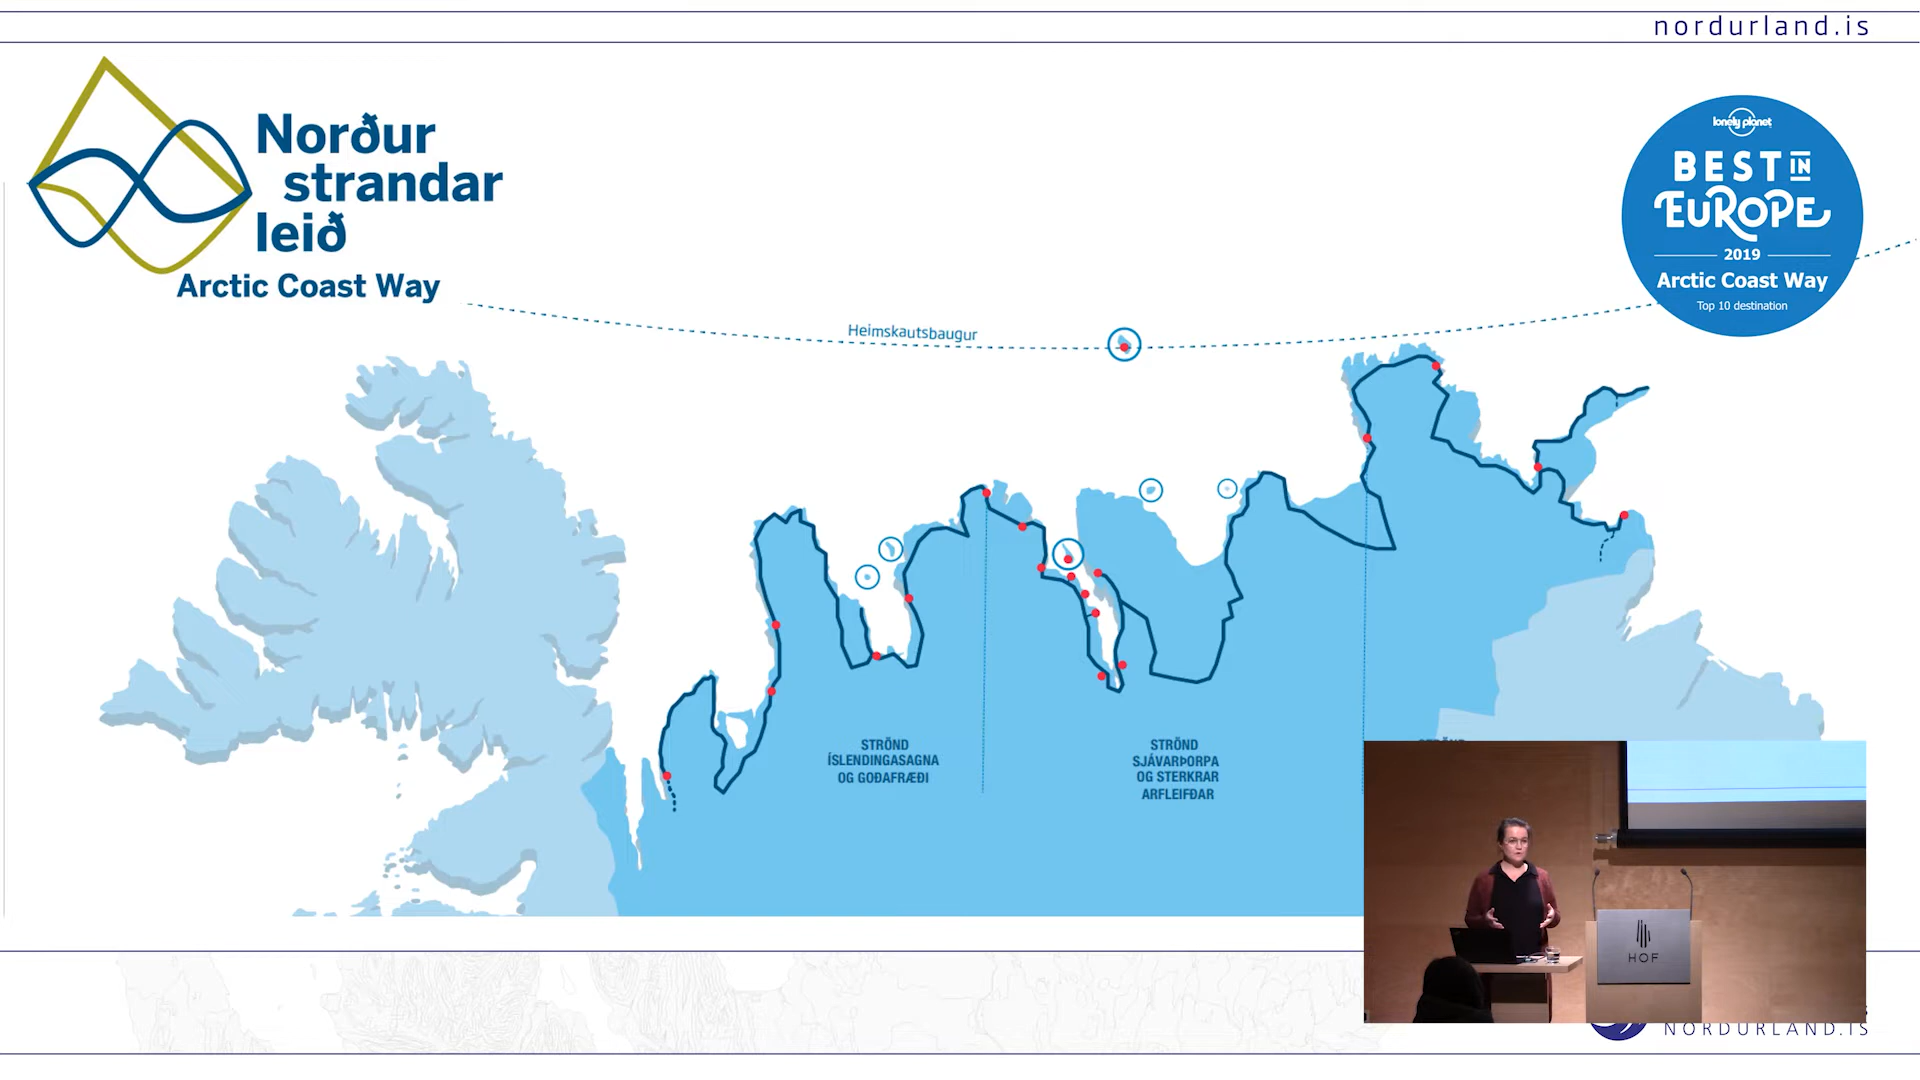 nordurland.is
Norður
strandar
leið
Arctic Coast Way
lonely planet
BEST IN
EUROPE
2019
Arctic Coast Way
Top 10 destination
Heimskautsbaugur
STRÖND
ÍSLENDINGASAGNA
OG GOÐAFRÆÐI
STRÖND
SJÁVARÞORPA
OG STERKRAR
ARFLEIFÐAR
HOF
NORDURLAND.IS